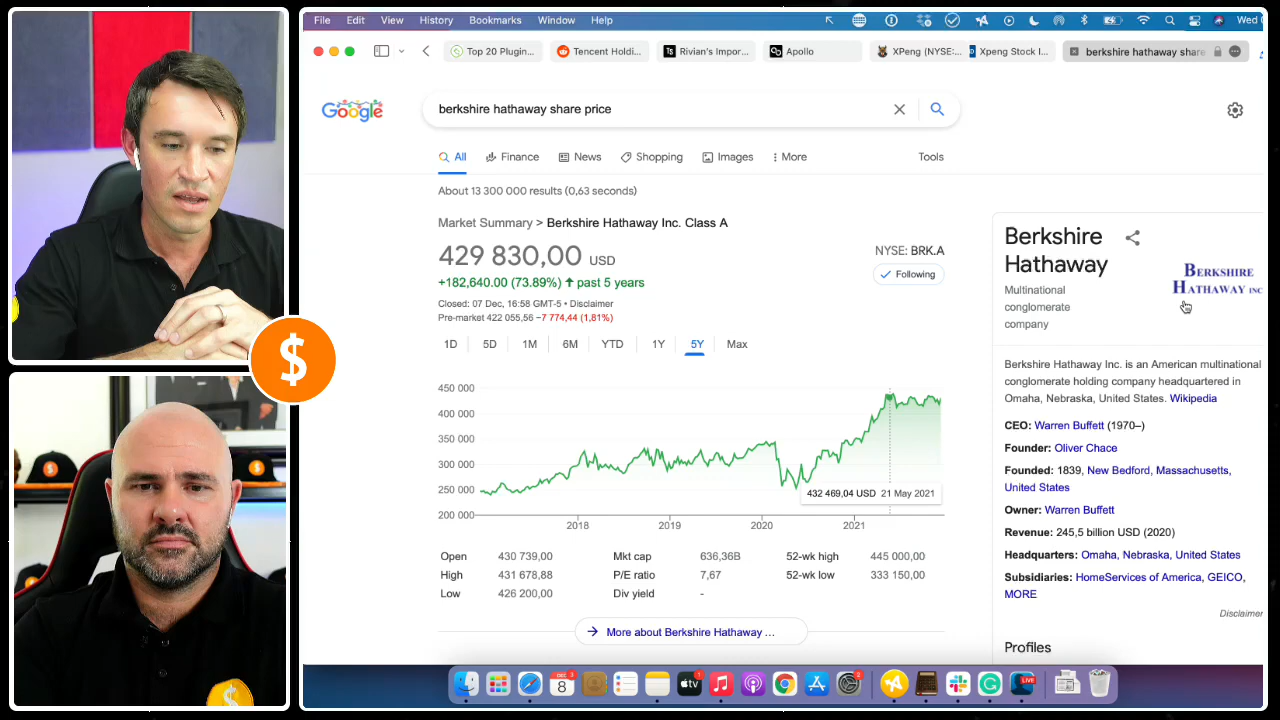 File Edit View History Bookmarks Window Help
Wed
Top 20 Plugin...
Tencent Holdi...
Rivian's Impor...
Apollo
XPeng (NYSE:...
Xpeng Stock I...
berkshire hathaway share
Google
berkshire hathaway share price
All
Finance
News
Shopping
Images
More
Tools
About 13 300 000 results (0,63 seconds)
Market Summary > Berkshire Hathaway Inc. Class A
429 830,00 USD
NYSE: BRK.A
+182,640.00 (73.89%) ↑ past 5 years
Following
Closed: 07 Dec, 16:58 GMT-5 • Disclaimer
Pre-market 422 055,56 −7 774,44 (1,81%)
1D 5D 1M 6M YTD 1Y 5Y Max
450 000
400 000
350 000
300 000
250 000
200 000
432 469,04 USD 21 May 2021
2018 2019 2020 2021
Open 430 739,00 Mkt cap 636,36B 52-wk high 445 000,00
High 431 678,88 P/E ratio 7,67 52-wk low 333 150,00
Low 426 200,00 Div yield -
More about Berkshire Hathaway ...
Berkshire
Hathaway
BERKSHIRE
HATHAWAY INC
Multinational
conglomerate
company
Berkshire Hathaway Inc. is an American multinational
conglomerate holding company headquartered in
Omaha, Nebraska, United States. Wikipedia
CEO: Warren Buffett (1970–)
Founder: Oliver Chace
Founded: 1839, New Bedford, Massachusetts,
United States
Owner: Warren Buffett
Revenue: 245,5 billion USD (2020)
Headquarters: Omaha, Nebraska, United States
Subsidiaries: HomeServices of America, GEICO,
MORE
Disclaimer
Profiles
$
DEC
8
tv
LIVE